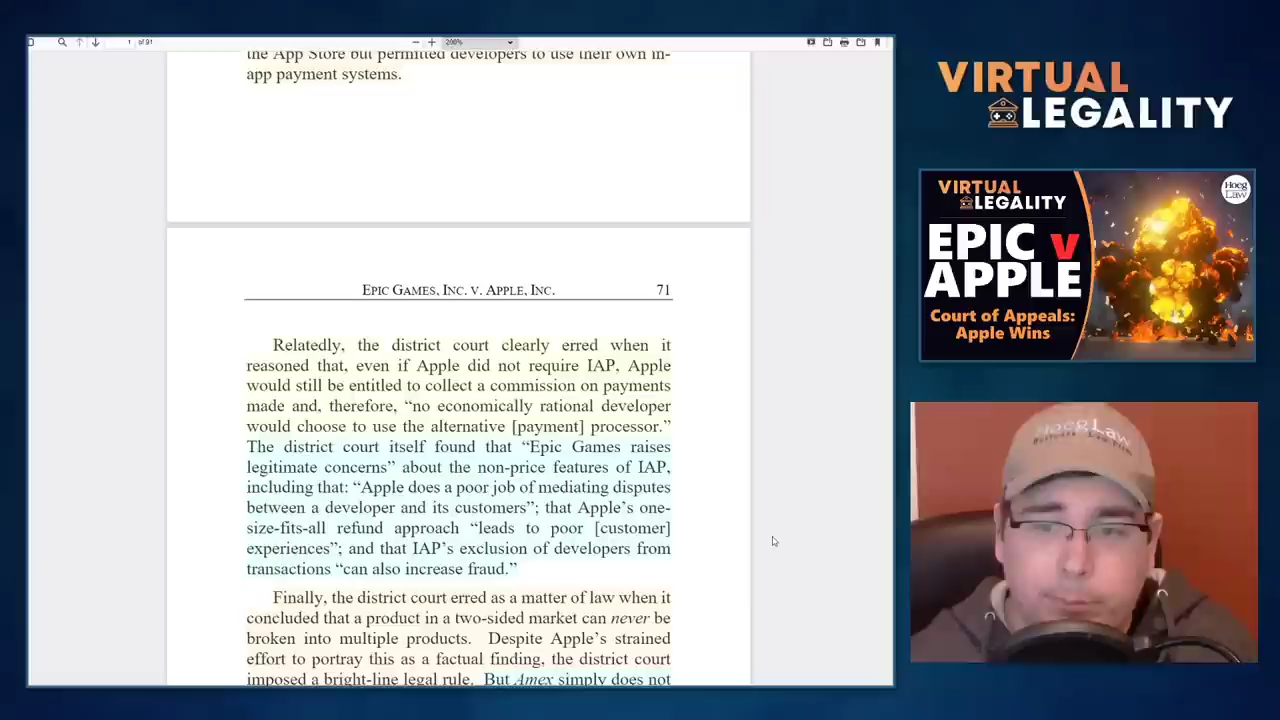 1 of 91
200%
the App Store but permitted developers to use their own in-
app payment systems.
EPIC GAMES, INC. V. APPLE, INC. 71
Relatedly, the district court clearly erred when it
reasoned that, even if Apple did not require IAP, Apple
would still be entitled to collect a commission on payments
made and, therefore, “no economically rational developer
would choose to use the alternative [payment] processor.”
The district court itself found that “Epic Games raises
legitimate concerns” about the non-price features of IAP,
including that: “Apple does a poor job of mediating disputes
between a developer and its customers”; that Apple’s one-
size-fits-all refund approach “leads to poor [customer]
experiences”; and that IAP’s exclusion of developers from
transactions “can also increase fraud.”
Finally, the district court erred as a matter of law when it
concluded that a product in a two-sided market can never be
broken into multiple products. Despite Apple’s strained
effort to portray this as a factual finding, the district court
imposed a bright-line legal rule. But Amex simply does not
VIRTUAL
LEGALITY
VIRTUAL
LEGALITY
Hoeg
Law
EPIC v
APPLE
Court of Appeals:
Apple Wins
Hoeg Law